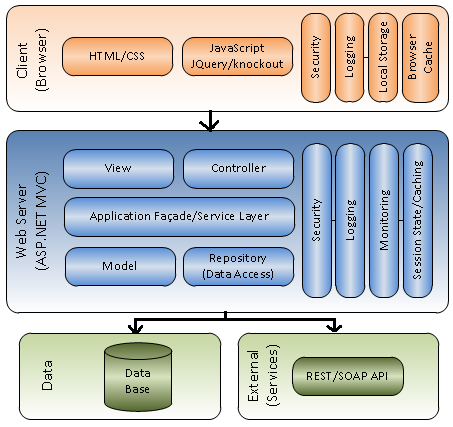 Client
(Browser)
HTML/CSS
JavaScript
JQuery/knockout
Security
Logging
Local Storage
Browser
Cache
Web Server
(ASP.NET MVC)
View
Controller
Application Façade/Service Layer
Model
Repository
(Data Access)
Security
Logging
Monitoring
Session State/Caching
Data
Data
Base
External
(Services)
REST/SOAP API